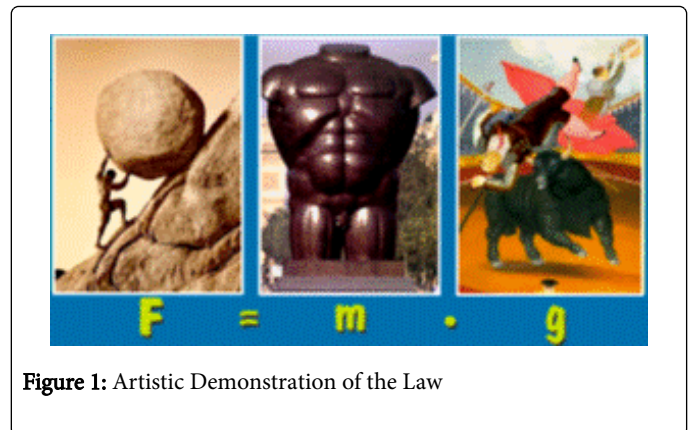 F = m · g
Figure 1: Artistic Demonstration of the Law